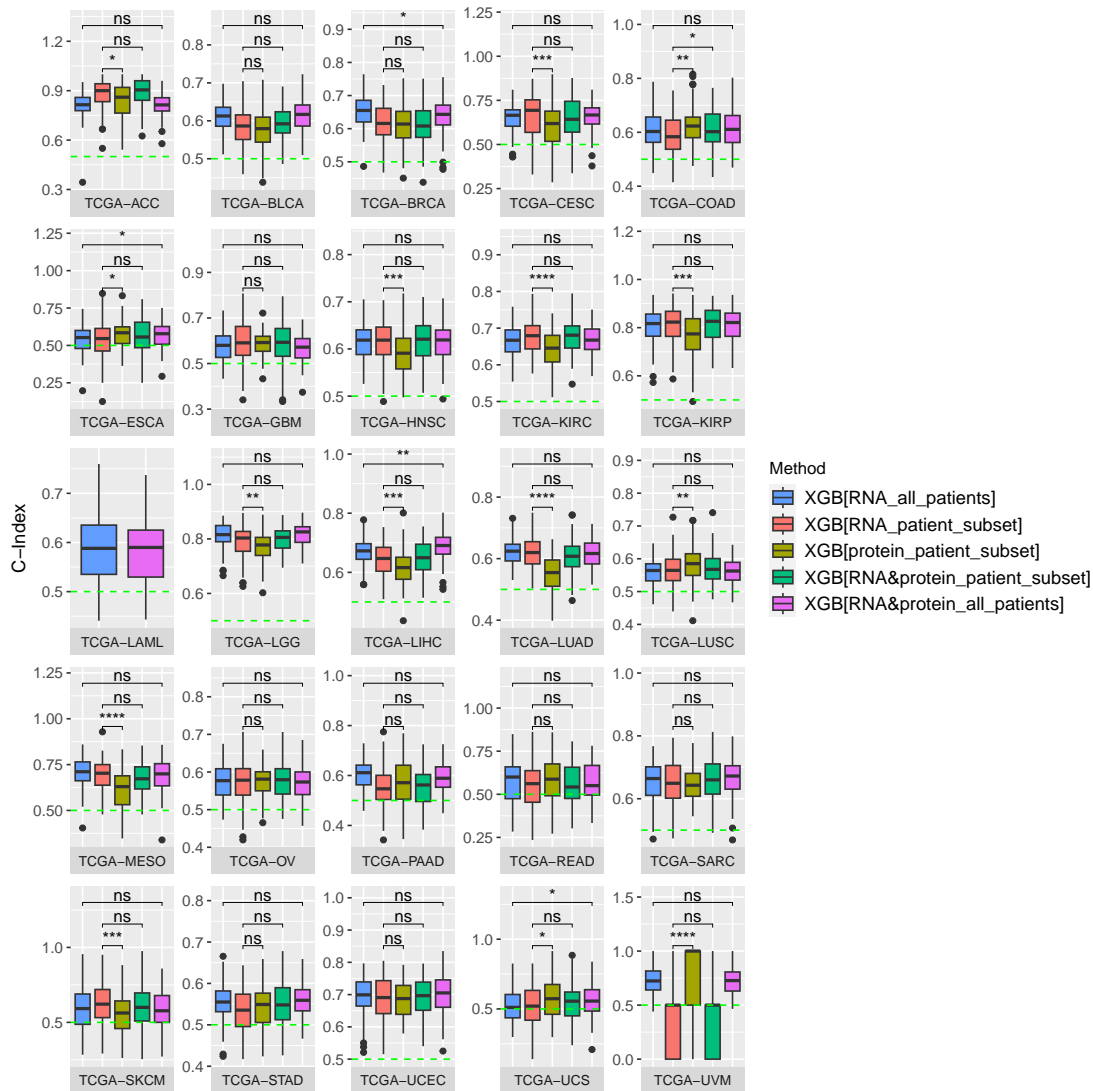 C−Index
ns
ns
*
1.2
0.9
0.6
0.3
TCGA−ACC
ns
ns
ns
0.8
0.7
0.6
0.5
TCGA−BLCA
*
ns
ns
0.9
0.8
0.7
0.6
0.5
TCGA−BRCA
ns
ns
***
1.25
1.00
0.75
0.50
0.25
TCGA−CESC
ns
*
**
1.0
0.8
0.6
0.4
TCGA−COAD
*
ns
*
1.25
1.00
0.75
0.50
0.25
TCGA−ESCA
ns
ns
ns
0.9
0.7
0.5
0.3
TCGA−GBM
ns
ns
***
0.8
0.7
0.6
0.5
TCGA−HNSC
ns
ns
****
0.9
0.8
0.7
0.6
0.5
TCGA−KIRC
ns
ns
***
1.2
1.0
0.8
0.6
TCGA−KIRP
0.7
0.6
0.5
TCGA−LAML
ns
ns
**
1.0
0.8
0.6
TCGA−LGG
**
ns
***
1.0
0.8
0.6
TCGA−LIHC
ns
ns
****
0.8
0.6
0.4
TCGA−LUAD
ns
ns
**
0.9
0.8
0.7
0.6
0.5
0.4
TCGA−LUSC
Method
XGB[RNA_all_patients]
XGB[RNA_patient_subset]
XGB[protein_patient_subset]
XGB[RNA&protein_patient_subset]
XGB[RNA&protein_all_patients]
ns
ns
****
1.25
1.00
0.75
0.50
TCGA−MESO
ns
ns
ns
0.8
0.7
0.6
0.5
0.4
TCGA−OV
ns
ns
ns
1.0
0.8
0.6
0.4
TCGA−PAAD
ns
ns
ns
1.00
0.75
0.50
0.25
TCGA−READ
ns
ns
ns
1.0
0.8
0.6
TCGA−SARC
ns
ns
***
1.0
0.5
TCGA−SKCM
ns
ns
ns
0.8
0.7
0.6
0.5
0.4
TCGA−STAD
ns
ns
ns
1.0
0.9
0.8
0.7
0.6
0.5
TCGA−UCEC
*
ns
*
1.0
0.5
TCGA−UCS
ns
ns
****
1.5
1.0
0.5
0.0
TCGA−UVM